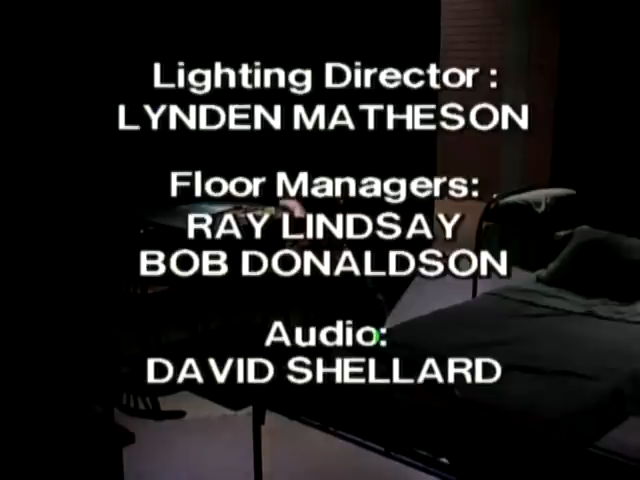 Lighting Director :
LYNDEN MATHESON
Floor Managers:
RAY LINDSAY
BOB DONALDSON
Audio:
DAVID SHELLARD